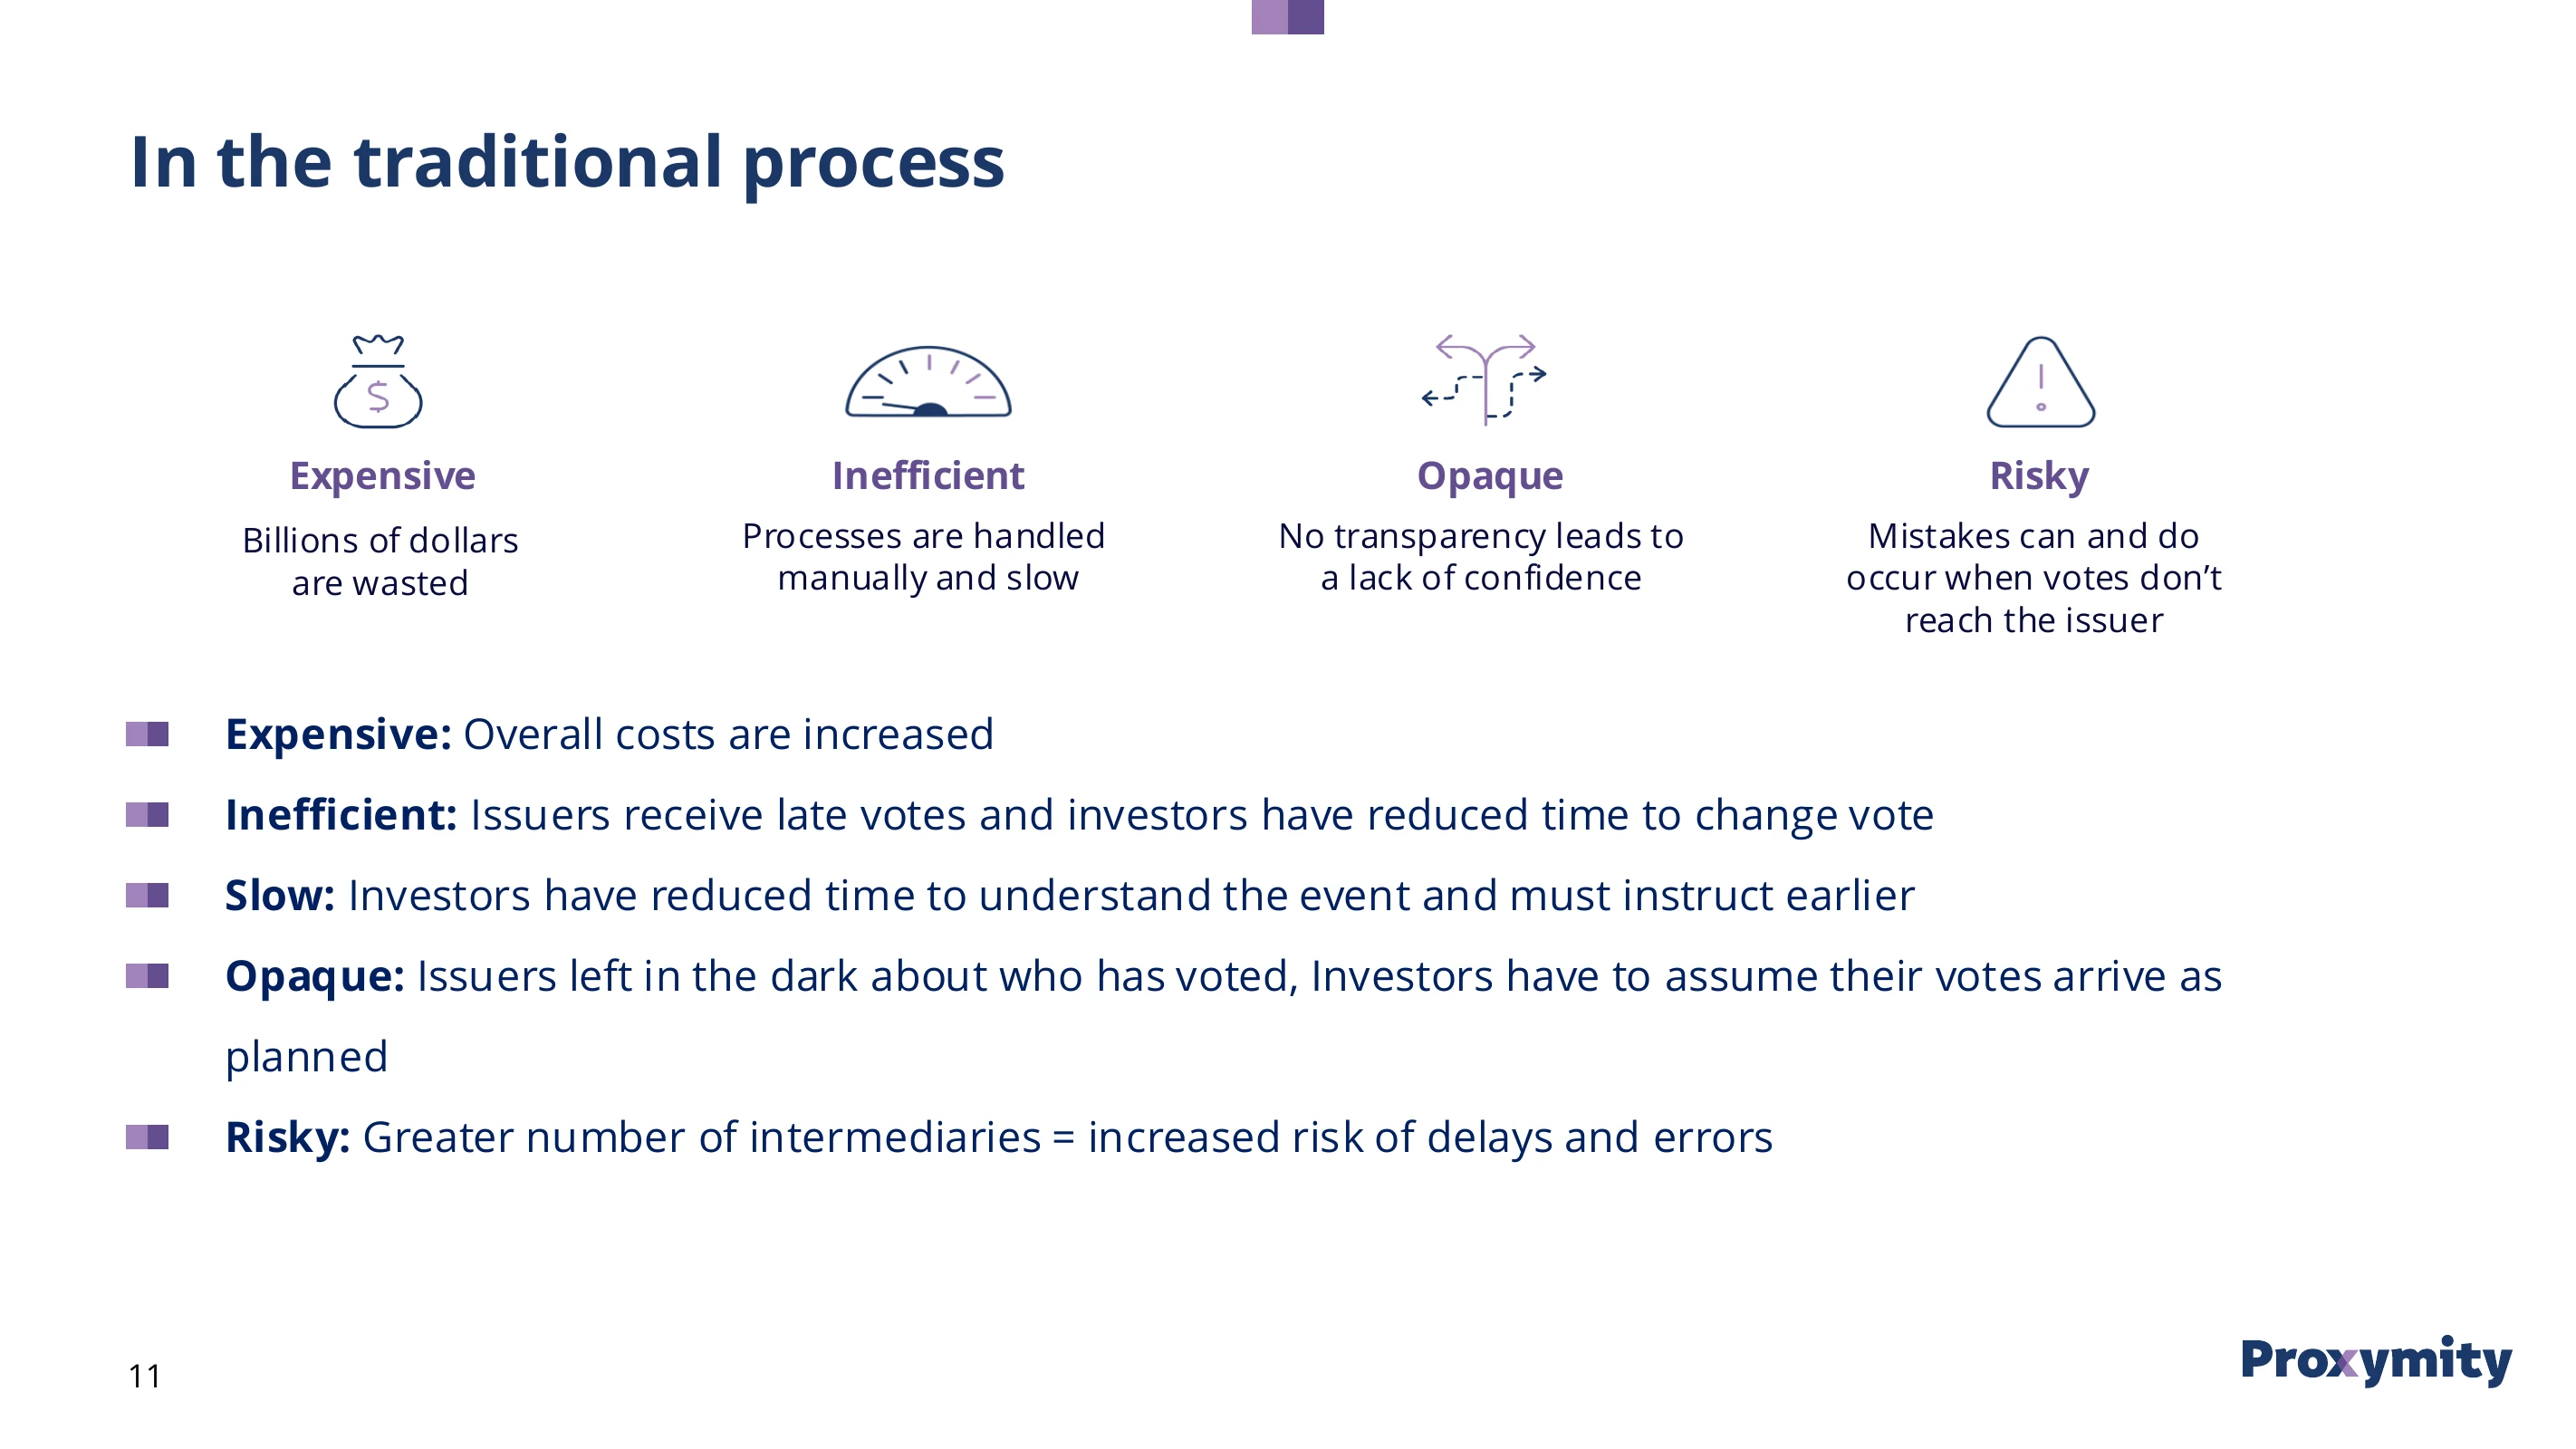 In the traditional process
$
Expensive
Billions of dollars
are wasted
Inefficient
Processes are handled
manually and slow
Opaque
No transparency leads to
a lack of confidence
!
Risky
Mistakes can and do
occur when votes don’t
reach the issuer
Expensive: Overall costs are increased
Inefficient: Issuers receive late votes and investors have reduced time to change vote
Slow: Investors have reduced time to understand the event and must instruct earlier
Opaque: Issuers left in the dark about who has voted, Investors have to assume their votes arrive as
planned
Risky: Greater number of intermediaries = increased risk of delays and errors
11
Proxymity